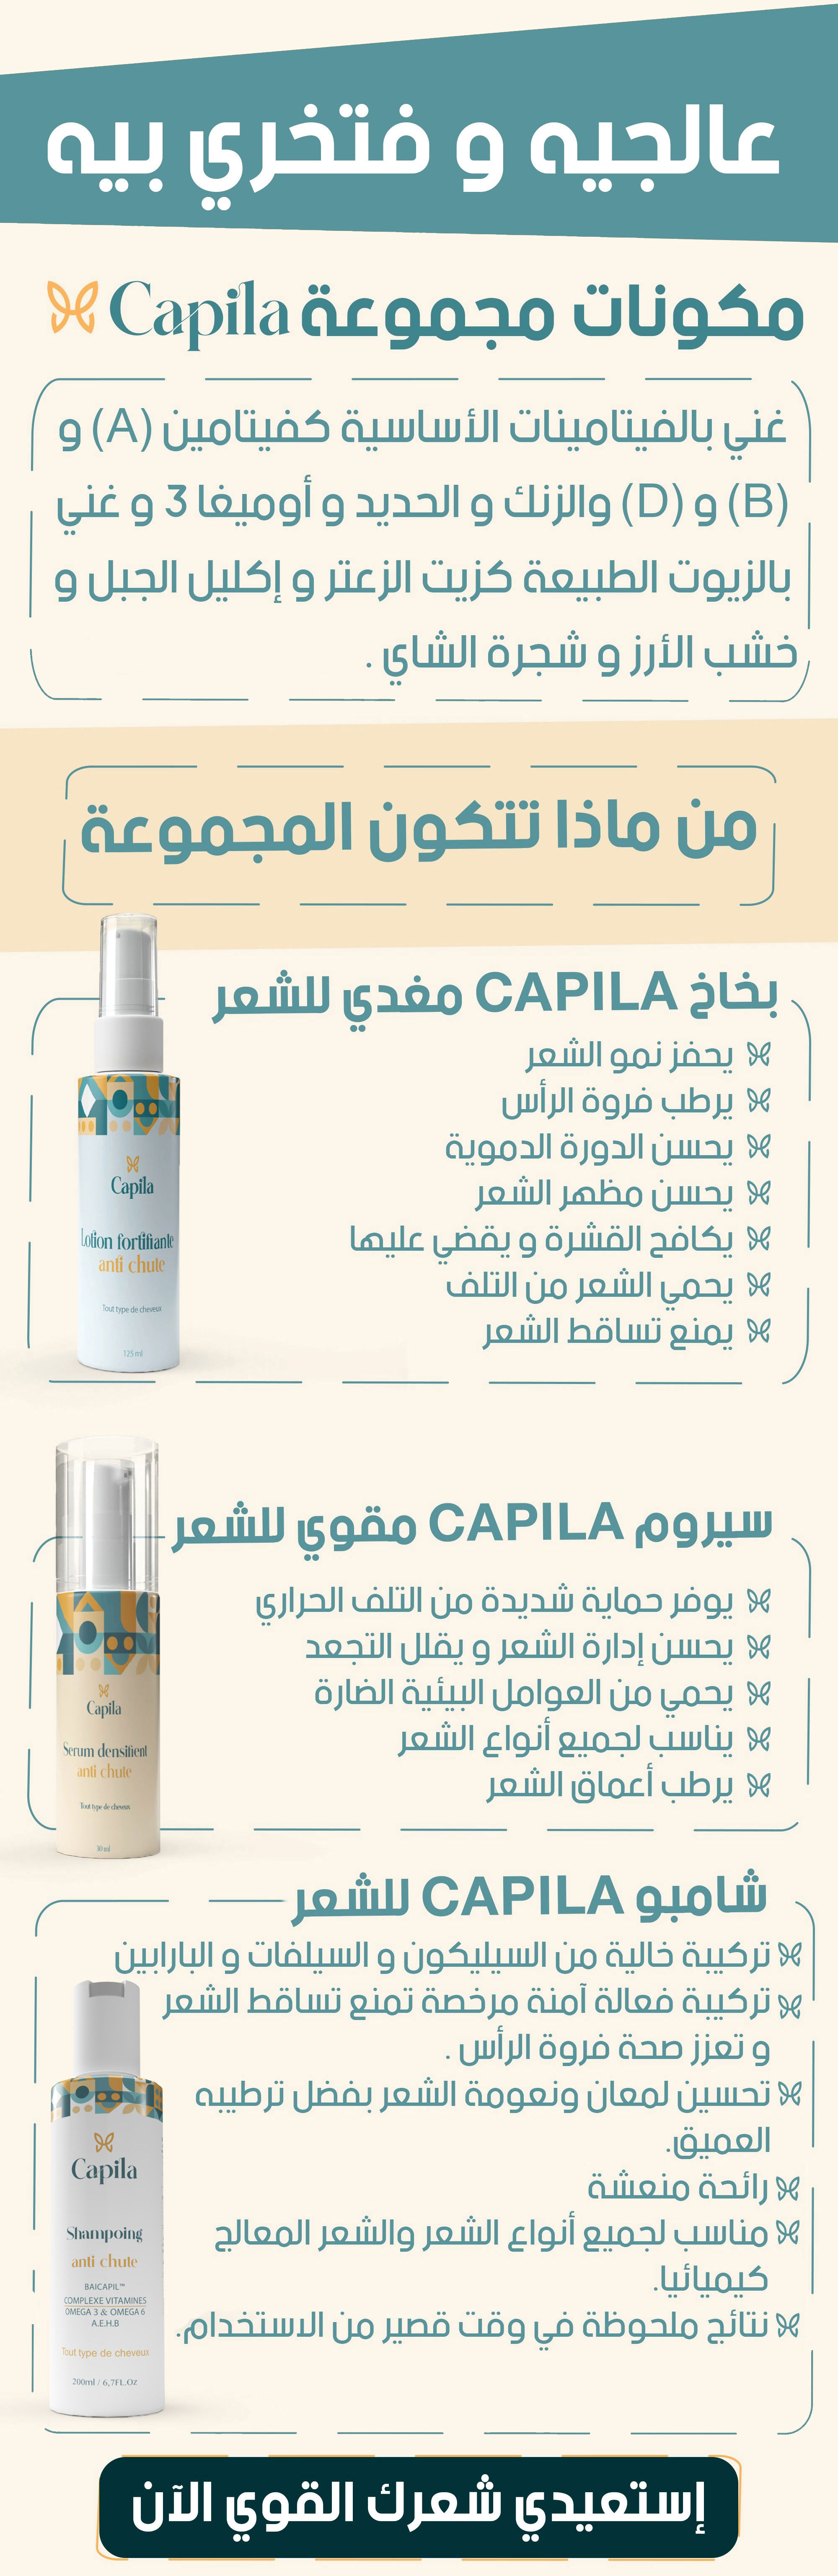 عالجيه و فتخري بيه
مكونات مجموعة Capila
غني بالفيتامينات الأساسية كفيتامين (A) و
(B) و (D) والزنك و الحديد و أوميغا 3 و غني
بالزيوت الطبيعة كزيت الزعتر و إكليل الجبل و
خشب الأرز و شجرة الشاي .
من ماذا تتكون المجموعة
بخاخ CAPILA مغدي للشعر
يحفز نمو الشعر
يرطب فروة الرأس
يحسن الدورة الدموية
يحسن مظهر الشعر
يكافح القشرة و يقضي عليها
يحمي الشعر من التلف
يمنع تساقط الشعر
Capila
Lotion fortifiante
anti chute
Tout type de cheveux
125 ml
سيروم CAPILA مقوي للشعر
يوفر حماية شديدة من التلف الحراري
يحسن إدارة الشعر و يقلل التجعد
يحمي من العوامل البيئية الضارة
يناسب لجميع أنواع الشعر
يرطب أعماق الشعر
Capila
Serum densifient
anti chute
Tout type de cheveux
30 ml
شامبو CAPILA للشعر
تركيبة خالية من السيليكون و السيلفات و البارابين
تركيبة فعالة آمنة مرخصة تمنع تساقط الشعر
و تعزز صحة فروة الرأس .
تحسين لمعان ونعومة الشعر بفضل ترطيبه
العميق.
رائحة منعشة
مناسب لجميع أنواع الشعر والشعر المعالج
كيميائيا.
نتائج ملحوظة في وقت قصير من الاستخدام.
Capila
Shampoing
anti chute
BAICAPIL™
COMPLEXE VITAMINES
OMEGA 3 & OMEGA 6
A.E.H.B
Tout type de cheveux
200ml / 6,7FL.Oz
إستعيدي شعرك القوي الآن